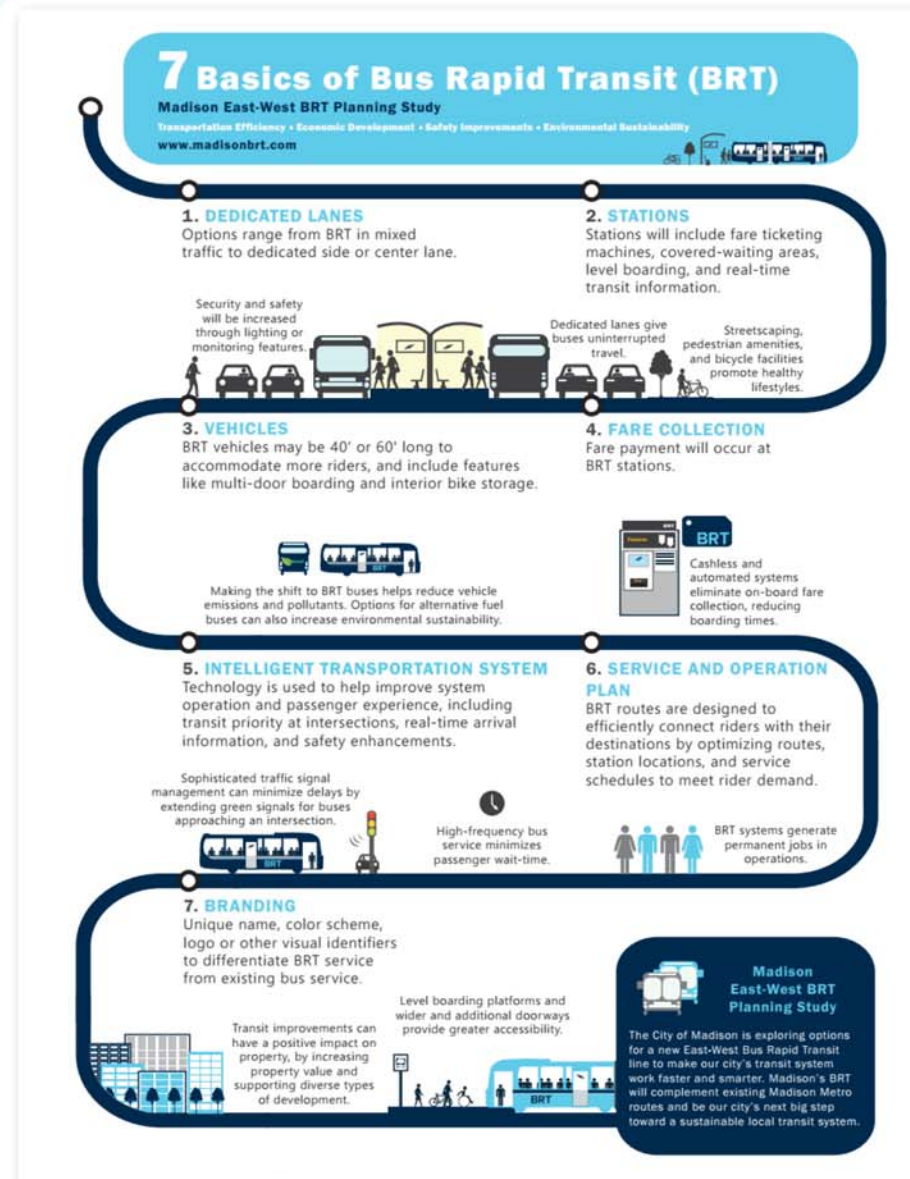 7 Basics of Bus Rapid Transit (BRT)
Madison East-West BRT Planning Study
Transportation Efficiency • Economic Development • Safety Improvements • Environmental Sustainability
www.madisonbrt.com
1. DEDICATED LANES
Options range from BRT in mixed
traffic to dedicated side or center lane.
2. STATIONS
Stations will include fare ticketing
machines, covered-waiting areas,
level boarding, and real-time
transit information.
Security and safety
will be increased
through lighting or
monitoring features.
Dedicated lanes give
buses uninterrupted
travel.
Streetscaping,
pedestrian amenities,
and bicycle facilities
promote healthy
lifestyles.
3. VEHICLES
BRT vehicles may be 40' or 60' long to
accommodate more riders, and include features
like multi-door boarding and interior bike storage.
4. FARE COLLECTION
Fare payment will occur at
BRT stations.
BRT
Making the shift to BRT buses helps reduce vehicle
emissions and pollutants. Options for alternative fuel
buses can also increase environmental sustainability.
BRT
BRT
Cashless and
automated systems
eliminate on-board fare
collection, reducing
boarding times.
5. INTELLIGENT TRANSPORTATION SYSTEM
Technology is used to help improve system
operation and passenger experience, including
transit priority at intersections, real-time arrival
information, and safety enhancements.
6. SERVICE AND OPERATION
PLAN
BRT routes are designed to
efficiently connect riders with their
destinations by optimizing routes,
station locations, and service
schedules to meet rider demand.
Sophisticated traffic signal
management can minimize delays by
extending green signals for buses
approaching an intersection.
BRT
High-frequency bus
service minimizes
passenger wait-time.
BRT systems generate
permanent jobs in
operations.
7. BRANDING
Unique name, color scheme,
logo or other visual identifiers
to differentiate BRT service
from existing bus service.
Transit improvements can
have a positive impact on
property, by increasing
property value and
supporting diverse types
of development.
Level boarding platforms and
wider and additional doorways
provide greater accessibility.
BRT
Madison
East-West BRT
Planning Study
The City of Madison is exploring options
for a new East-West Bus Rapid Transit
line to make our city's transit system
work faster and smarter. Madison's BRT
will complement existing Madison Metro
routes and be our city's next big step
toward a sustainable local transit system.